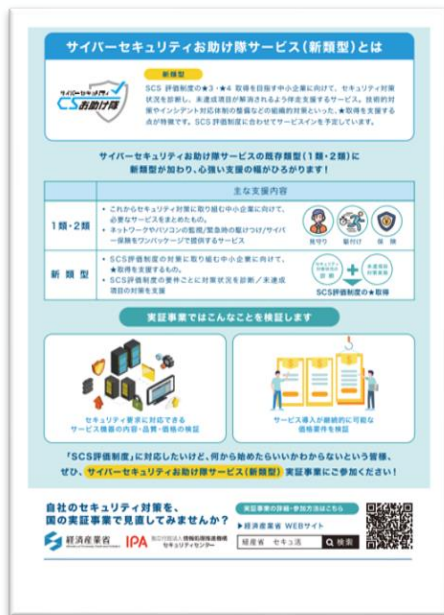 サイバーセキュリティお助け隊サービス（新類型）とは
サイバーセキュリティ
お助け隊
新類型
SCS 評価制度の★3・★4 取得を目指す中小企業に向けて、セキュリティ対策
状況を診断し、未達成項目が解消されるよう伴走支援するサービス。技術的対
策やインシデント対応体制の整備などの組織的対策といった、★取得を支援する
点が特徴です。SCS 評価制度に合わせてサービスインを予定しています。
サイバーセキュリティお助け隊サービスの既存類型（1類・2類）に
新類型が加わり、心強い支援の幅がひろがります！
主な支援内容
1類・2類
• これからセキュリティ対策に取り組む中小企業に向けて、
必要なサービスをまとめたもの。
• ネットワークやパソコンの監視/緊急時の駆けつけ/サイ
バー保険をワンパッケージで提供するサービス
見守り 駆付け 保険
新類型
• SCS評価制度の対策に取り組む中小企業に向けて、
★取得を支援するもの。
• SCS評価制度の要件ごとに対策状況を診断／未達成
項目の対策を支援
SCS評価制度の★取得
実証事業ではこんなことを検証します
セキュリティ要求に対応できる
サービス機器の内容・品質・価格の検証
サービス導入が継続的に可能な
価格要件を検証
「SCS評価制度」に対応したいけど、何から始めたらいいかわからないという皆様、
ぜひ、サイバーセキュリティお助け隊サービス（新類型）実証事業にご参加ください！
自社のセキュリティ対策を、
国の実証事業で見直してみませんか？
実証事業の詳細・参加方法はこちら
▶経済産業省 WEBサイト
経産省 セキュ活 検索
経済産業省
IPA 独立行政法人 情報処理推進機構
セキュリティセンター